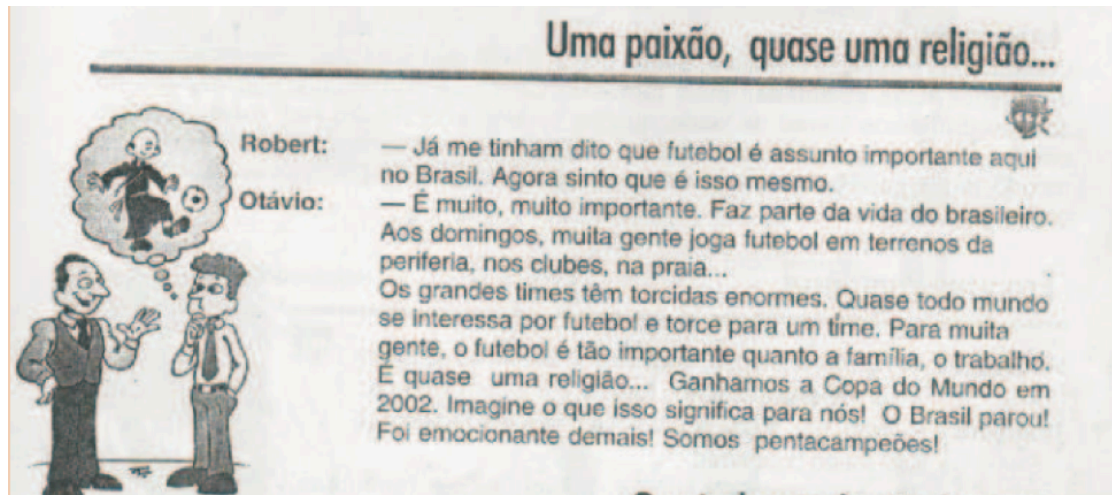 Uma paixão, quase uma religião...
Robert: — Já me tinham dito que futebol é assunto importante aqui
no Brasil. Agora sinto que é isso mesmo.
Otávio: — É muito, muito importante. Faz parte da vida do brasileiro.
Aos domingos, muita gente joga futebol em terrenos da
periferia, nos clubes, na praia...
Os grandes times têm torcidas enormes. Quase todo mundo
se interessa por futebol e torce para um time. Para muita
gente, o futebol é tão importante quanto a família, o trabalho.
É quase uma religião... Ganhamos a Copa do Mundo em
2002. Imagine o que isso significa para nós! O Brasil parou!
Foi emocionante demais! Somos pentacampeões!